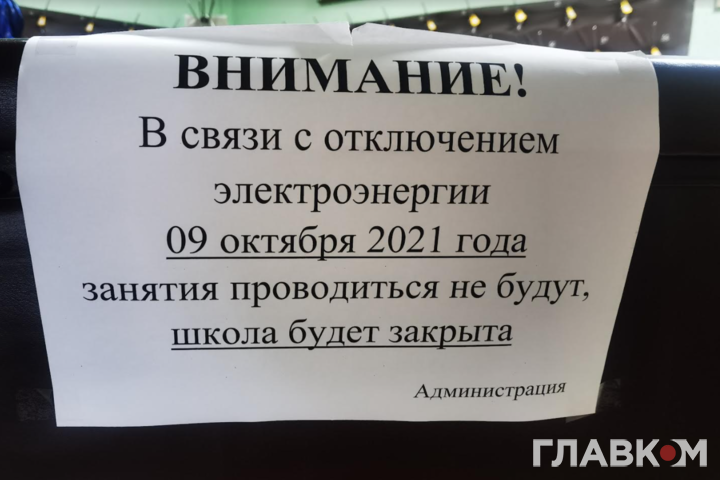 ВНИМАНИЕ!
В связи с отключением
электроэнергии
09 октября 2021 года
занятия проводиться не будут,
школа будет закрыта
Администрация
ГЛАВКОМ